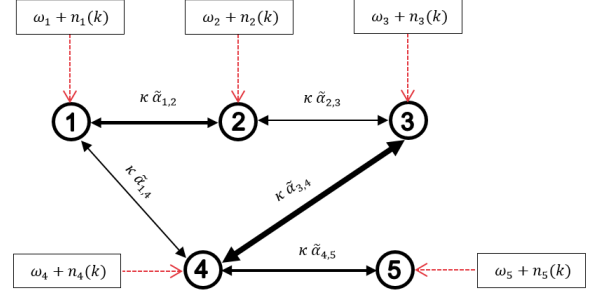 ω₁ + n₁(k)
ω₂ + n₂(k)
ω₃ + n₃(k)
κ α̃₁,₂
κ α̃₂,₃
1
2
3
κ α̃₁,₄
κ α̃₃,₄
κ α̃₄,₅
ω₄ + n₄(k)
4
5
ω₅ + n₅(k)